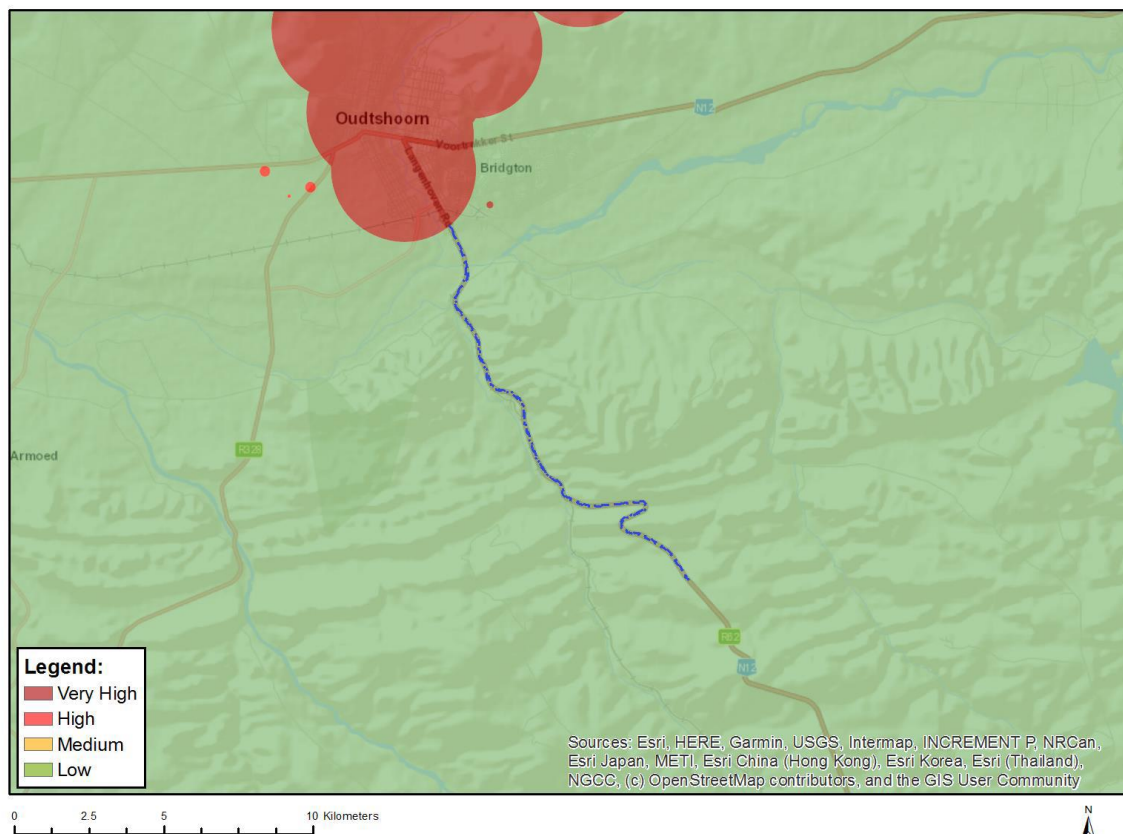 N12
Oudtshoorn
Voortrekker St
Bridgton
Langenhoven Rd
R328
Armoed
R62
N12
Legend:
Very High
High
Medium
Low
Sources: Esri, HERE, Garmin, USGS, Intermap, INCREMENT P, NRCan,
Esri Japan, METI, Esri China (Hong Kong), Esri Korea, Esri (Thailand),
NGCC, (c) OpenStreetMap contributors, and the GIS User Community
0 2.5 5 10 Kilometers
N